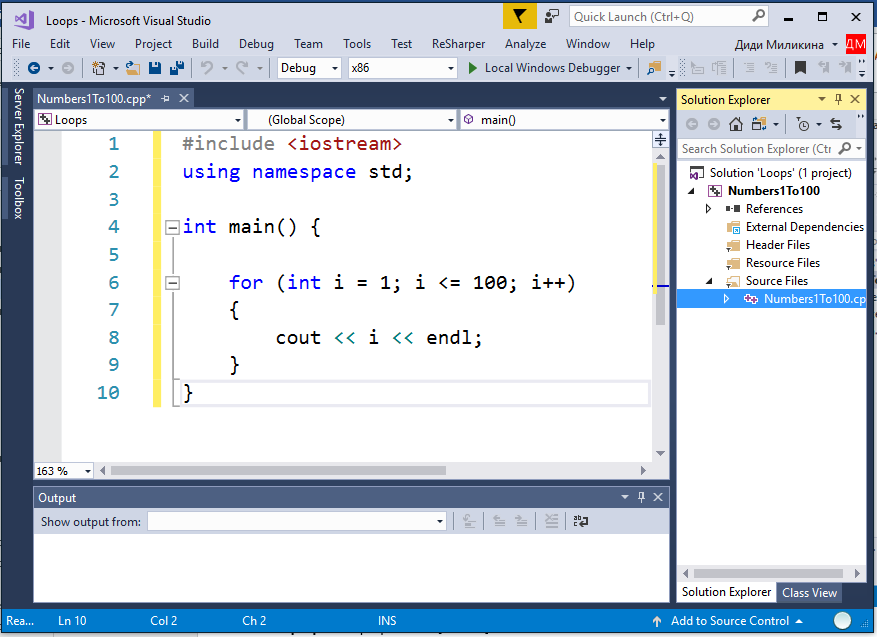 Loops - Microsoft Visual Studio
Quick Launch (Ctrl+Q)
File Edit View Project Build Debug Team Tools Test ReSharper Analyze Window Help
Диди Миликина ДМ
Debug x86 Local Windows Debugger
Server Explorer
Toolbox
Numbers1To100.cpp*
Loops (Global Scope) main()
1 #include <iostream>
2 using namespace std;
3
4 int main() {
5
6 for (int i = 1; i <= 100; i++)
7 {
8 cout << i << endl;
9 }
10 }
163 %
Output
Show output from:
Solution Explorer
Search Solution Explorer (Ctr
Solution 'Loops' (1 project)
Numbers1To100
References
External Dependencies
Header Files
Resource Files
Source Files
Numbers1To100.cp
Solution Explorer Class View
Rea... Ln 10 Col 2 Ch 2 INS Add to Source Control